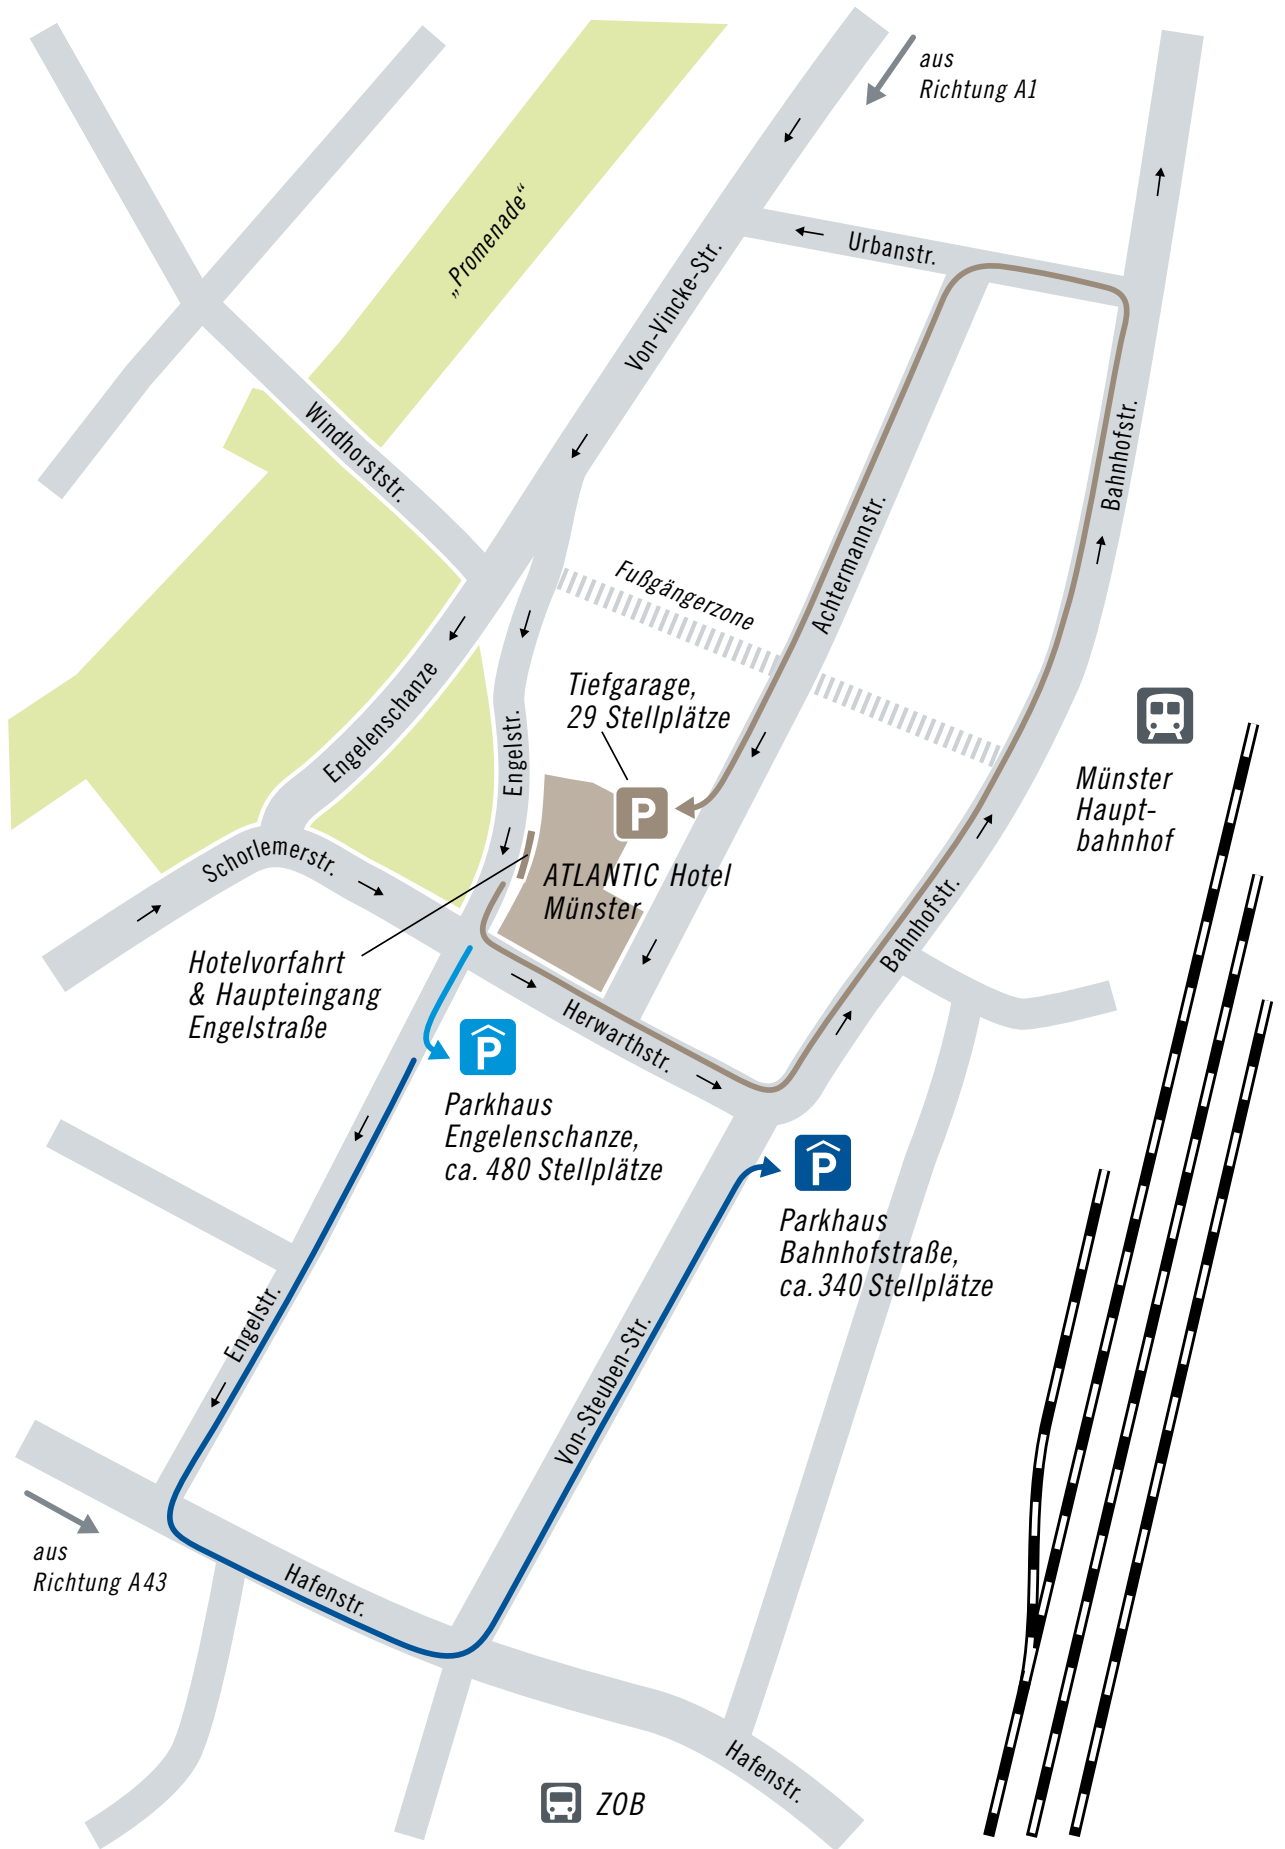 aus
Richtung A1
„Promenade“
Urbanstr.
Von-Vincke-Str.
Windhorststr.
Bahnhofstr.
Achtermannstr.
Fußgängerzone
Tiefgarage,
29 Stellplätze
Engelenschanze
Engelstr.
P
Münster
Haupt-
bahnhof
Schorlemerstr.
ATLANTIC Hotel
Münster
Bahnhofstr.
Hotelvorfahrt
& Haupteingang
Engelstraße
Herwarthstr.
P
Parkhaus
Engelenschanze,
ca. 480 Stellplätze
P
Parkhaus
Bahnhofstraße,
ca. 340 Stellplätze
Engelstr.
Von-Steuben-Str.
aus
Richtung A43
Hafenstr.
Hafenstr.
ZOB